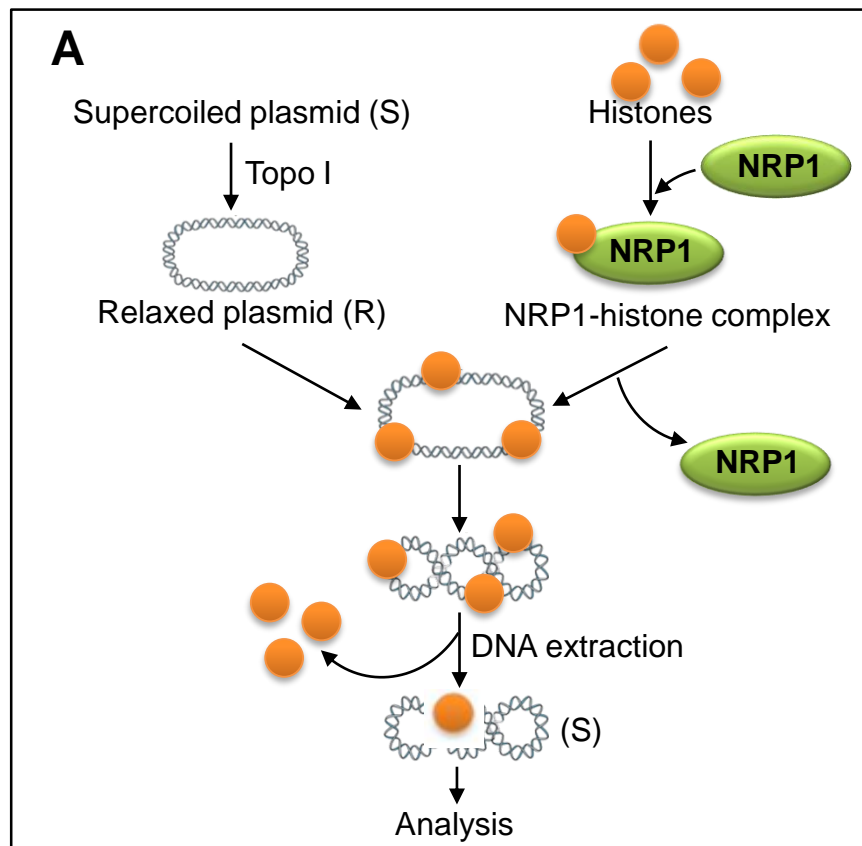 A
Supercoiled plasmid (S)
Histones
Topo I
NRP1
NRP1
Relaxed plasmid (R)
NRP1-histone complex
NRP1
DNA extraction
(S)
Analysis